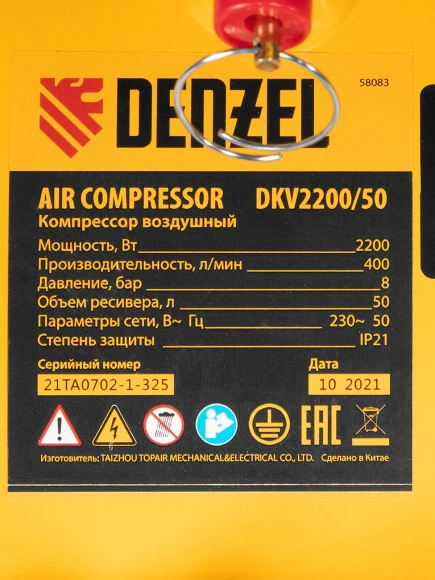 58083
DENZEL
AIR COMPRESSOR DKV2200/50
Компрессор воздушный
Мощность, Вт 2200
Производительность, л/мин 400
Давление, бар 8
Объем ресивера, л 50
Параметры сети, В~ Гц 230~ 50
Степень защиты IP21
Серийный номер Дата
21TA0702-1-325 10 2021
EAC
Изготовитель: TAIZHOU TOPAIR MECHANICAL&ELECTRICAL CO., LTD. Сделано в Китае